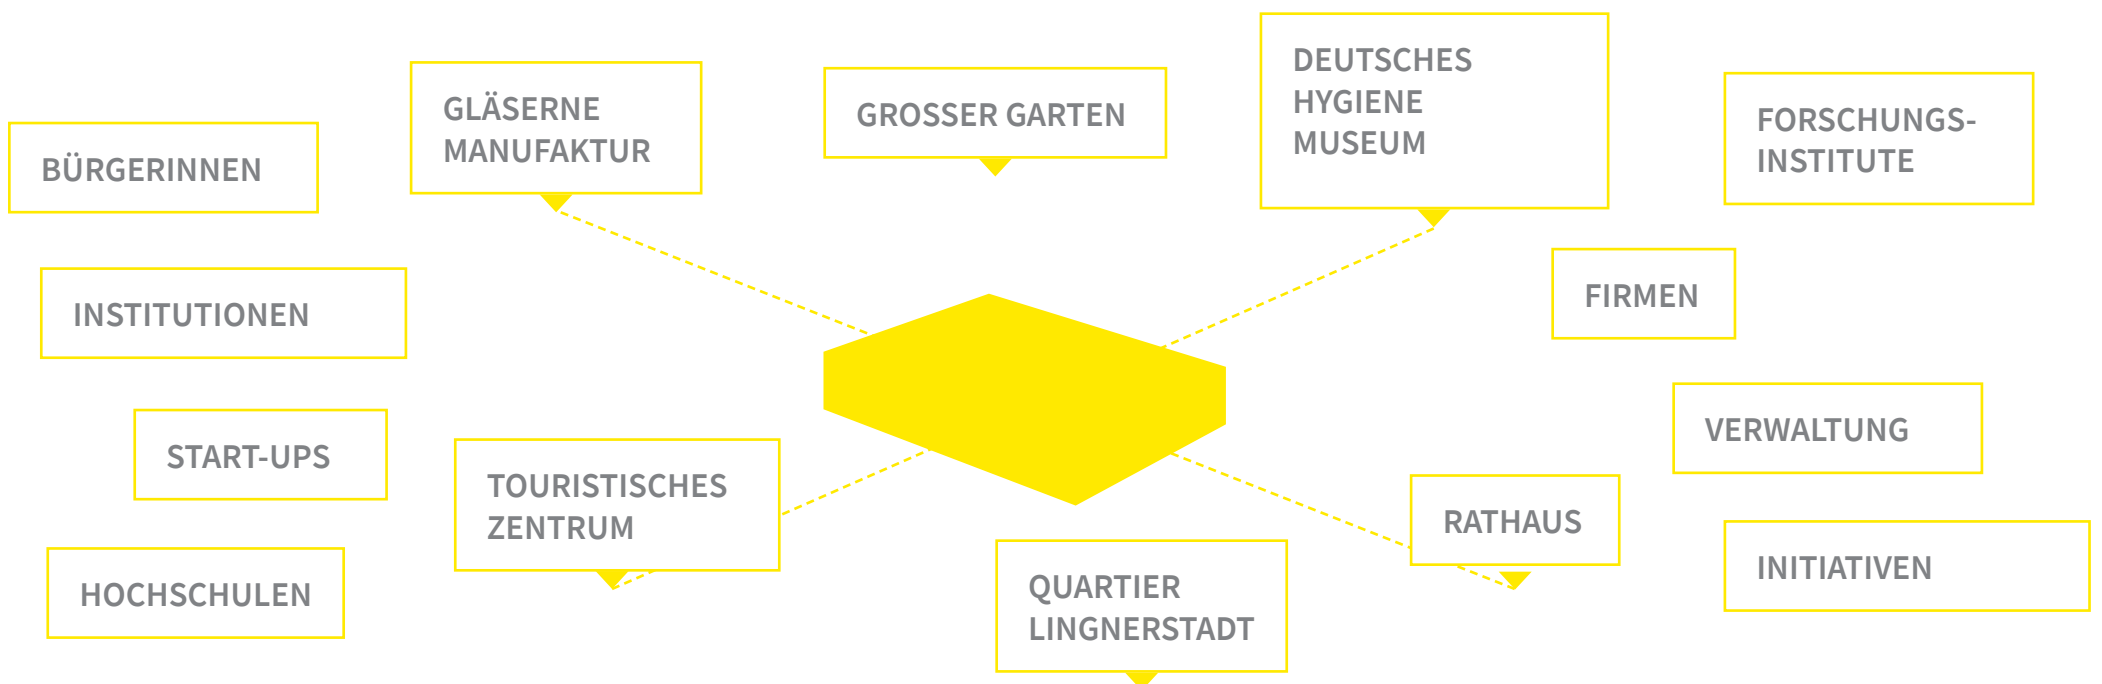 BÜRGERINNEN
GLÄSERNE
MANUFAKTUR
GROSSER GARTEN
DEUTSCHES
HYGIENE
MUSEUM
FORSCHUNGS-
INSTITUTE
INSTITUTIONEN
FIRMEN
START-UPS
TOURISTISCHES
ZENTRUM
VERWALTUNG
RATHAUS
HOCHSCHULEN
QUARTIER
LINGNERSTADT
INITIATIVEN